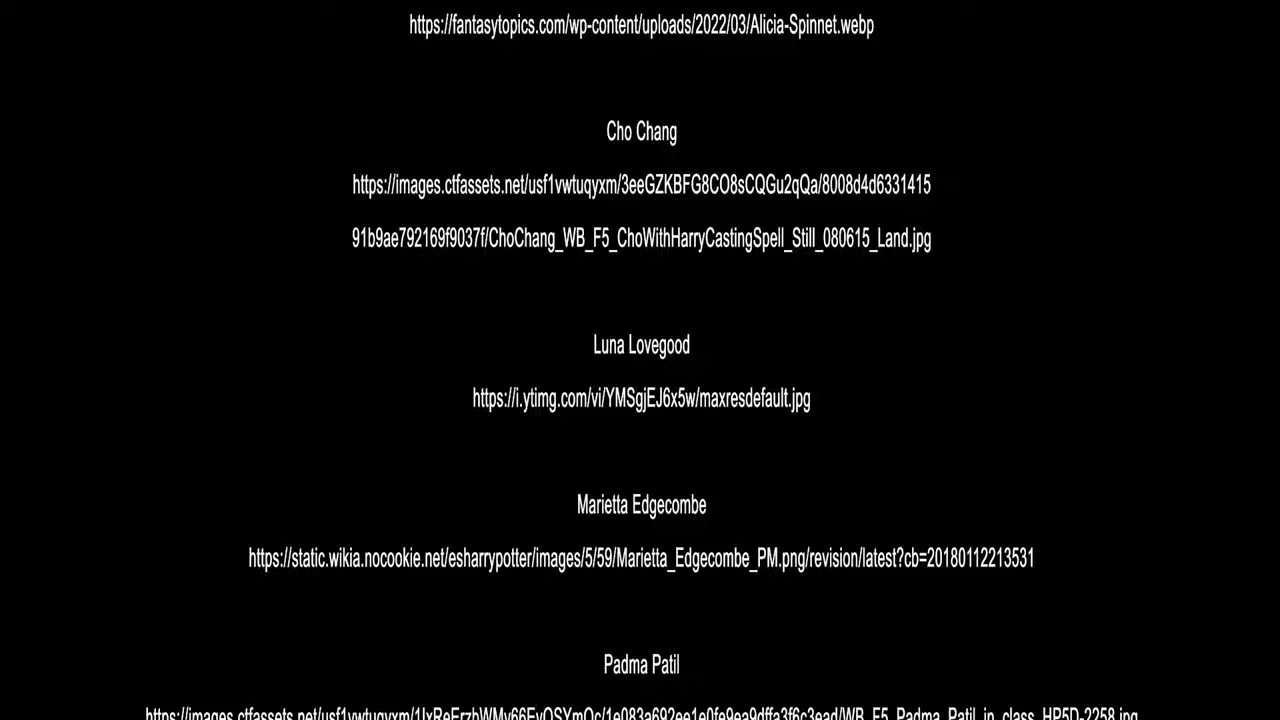 https://fantasytopics.com/wp-content/uploads/2022/03/Alicia-Spinnet.webp
Cho Chang
https://images.ctfassets.net/usf1vwtuqyxm/3eeGZKBFG8CO8sCQGu2qQa/8008d4d6331415
91b9ae792169f9037f/ChoChang_WB_F5_ChoWithHarryCastingSpell_Still_080615_Land.jpg
Luna Lovegood
https://i.ytimg.com/vi/YMSgjEJ6x5w/maxresdefault.jpg
Marietta Edgecombe
https://static.wikia.nocookie.net/esharrypotter/images/5/59/Marietta_Edgecombe_PM.png/revision/latest?cb=20180112213531
Padma Patil